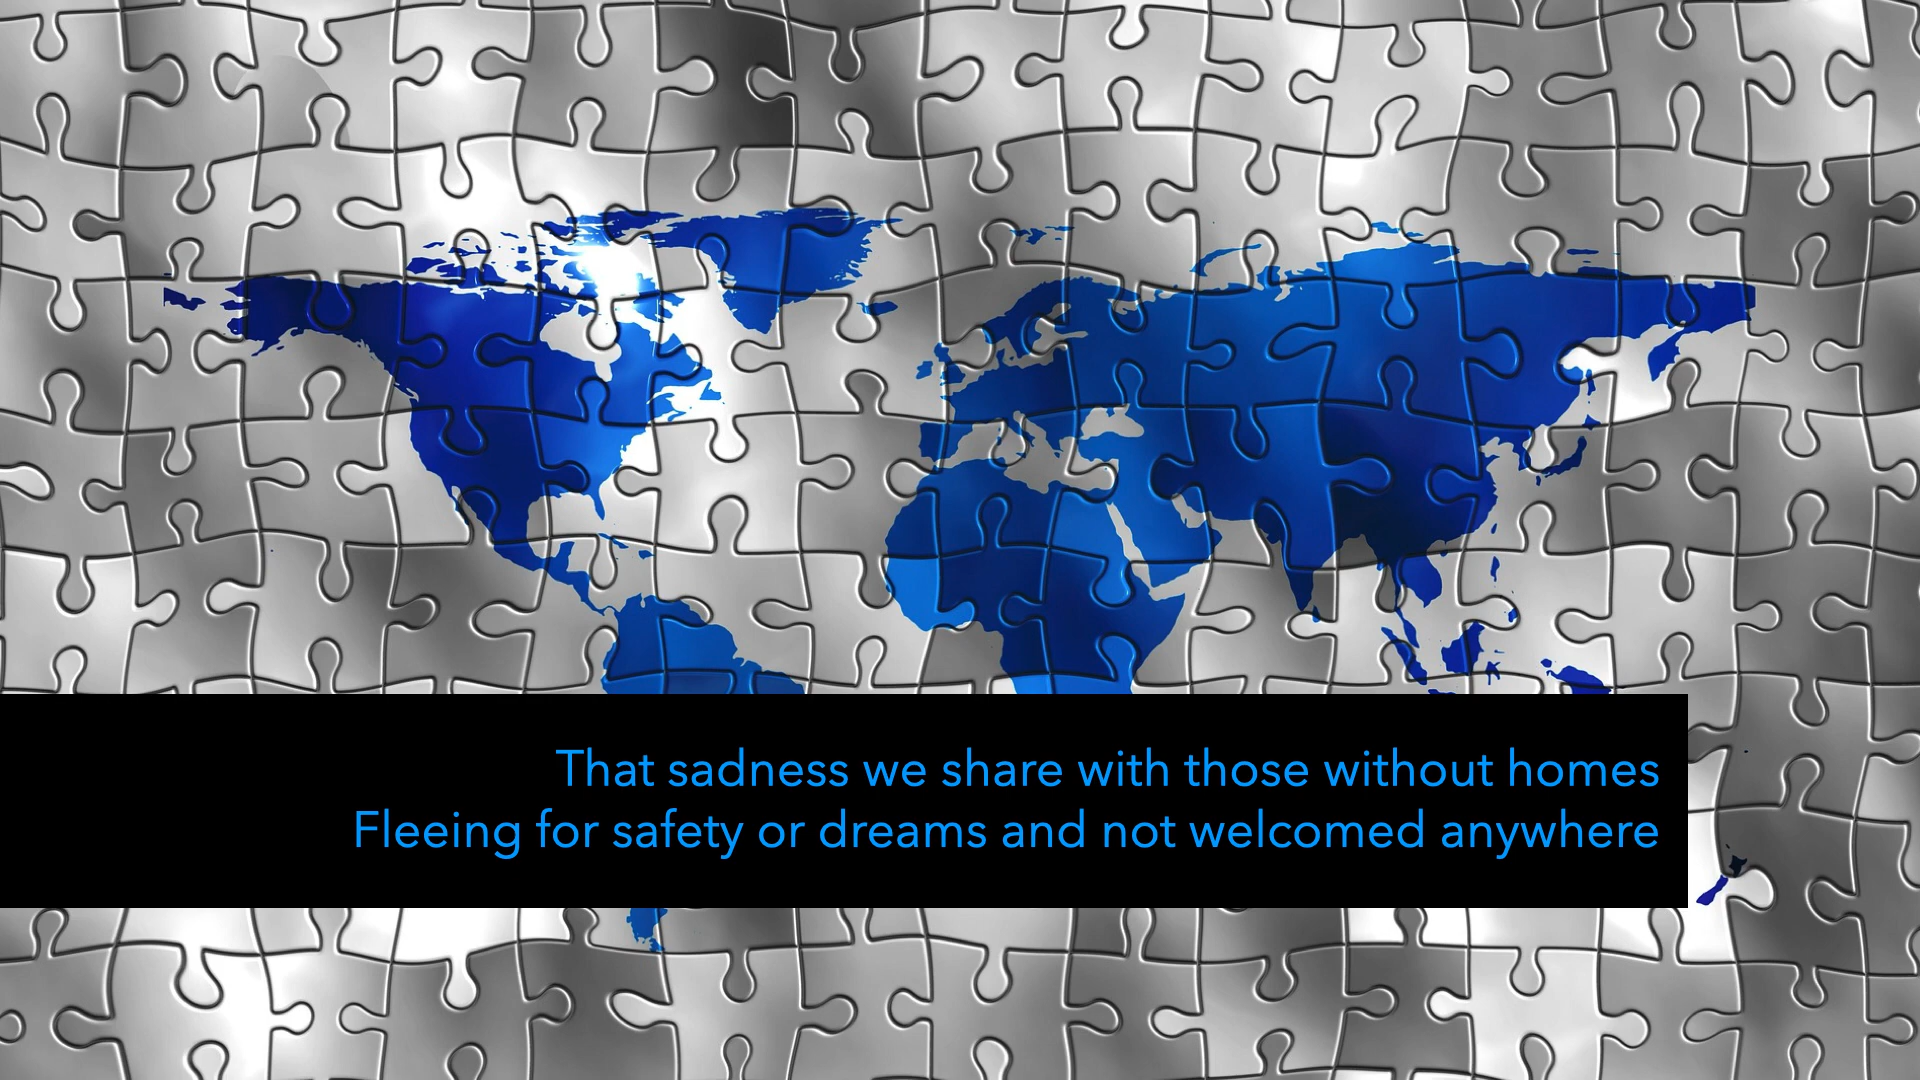 That sadness we share with those without homes
Fleeing for safety or dreams and not welcomed anywhere